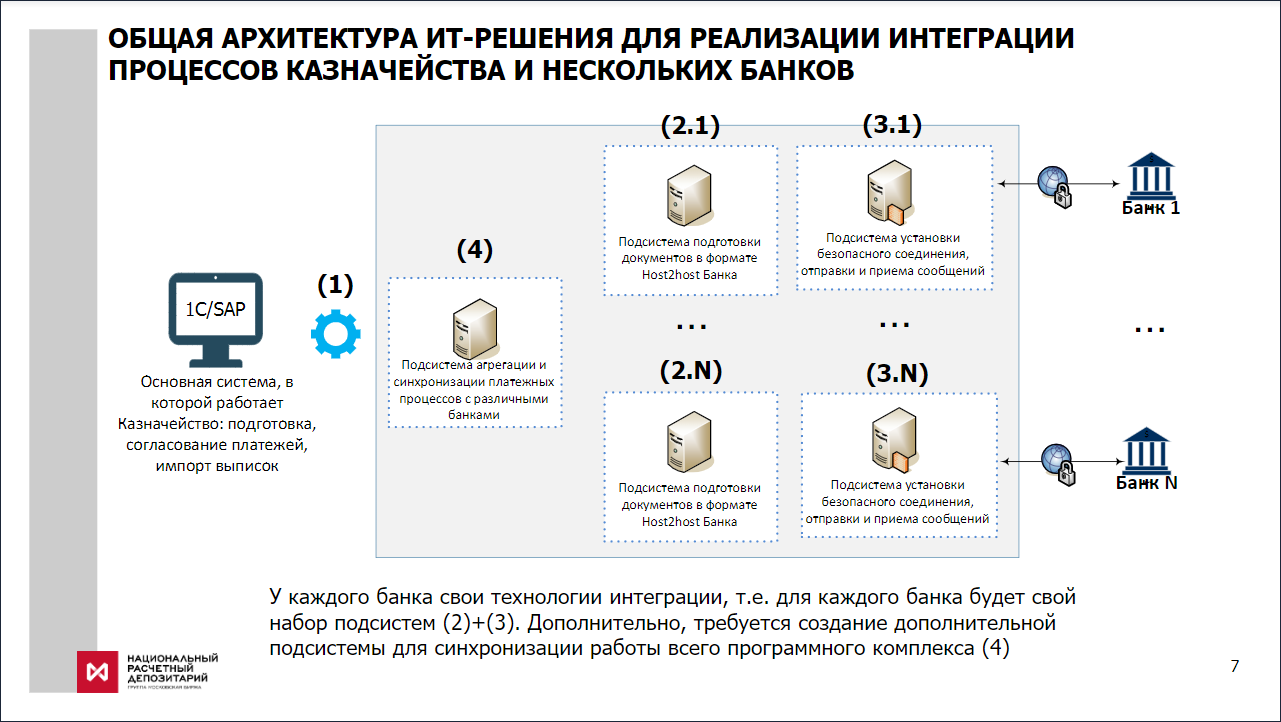 ОБЩАЯ АРХИТЕКТУРА ИТ-РЕШЕНИЯ ДЛЯ РЕАЛИЗАЦИИ ИНТЕГРАЦИИ
ПРОЦЕССОВ КАЗНАЧЕЙСТВА И НЕСКОЛЬКИХ БАНКОВ
(2.1)
(3.1)
Подсистема подготовки
документов в формате
Host2host Банка
Подсистема установки
безопасного соединения,
отправки и приема сообщений
Банк 1
(4)
(1)
1C/SAP
Основная система, в
которой работает
Казначейство: подготовка,
согласование платежей,
импорт выписок
Подсистема агрегации и
синхронизации платежных
процессов с различными
банками
...
...
...
(2.N)
(3.N)
Подсистема подготовки
документов в формате
Host2host Банка
Подсистема установки
безопасного соединения,
отправки и приема сообщений
Банк N
У каждого банка свои технологии интеграции, т.е. для каждого банка будет свой
набор подсистем (2)+(3). Дополнительно, требуется создание дополнительной
подсистемы для синхронизации работы всего программного комплекса (4)
НАЦИОНАЛЬНЫЙ
РАСЧЕТНЫЙ
ДЕПОЗИТАРИЙ
ГРУППА МОСКОВСКАЯ БИРЖА
7